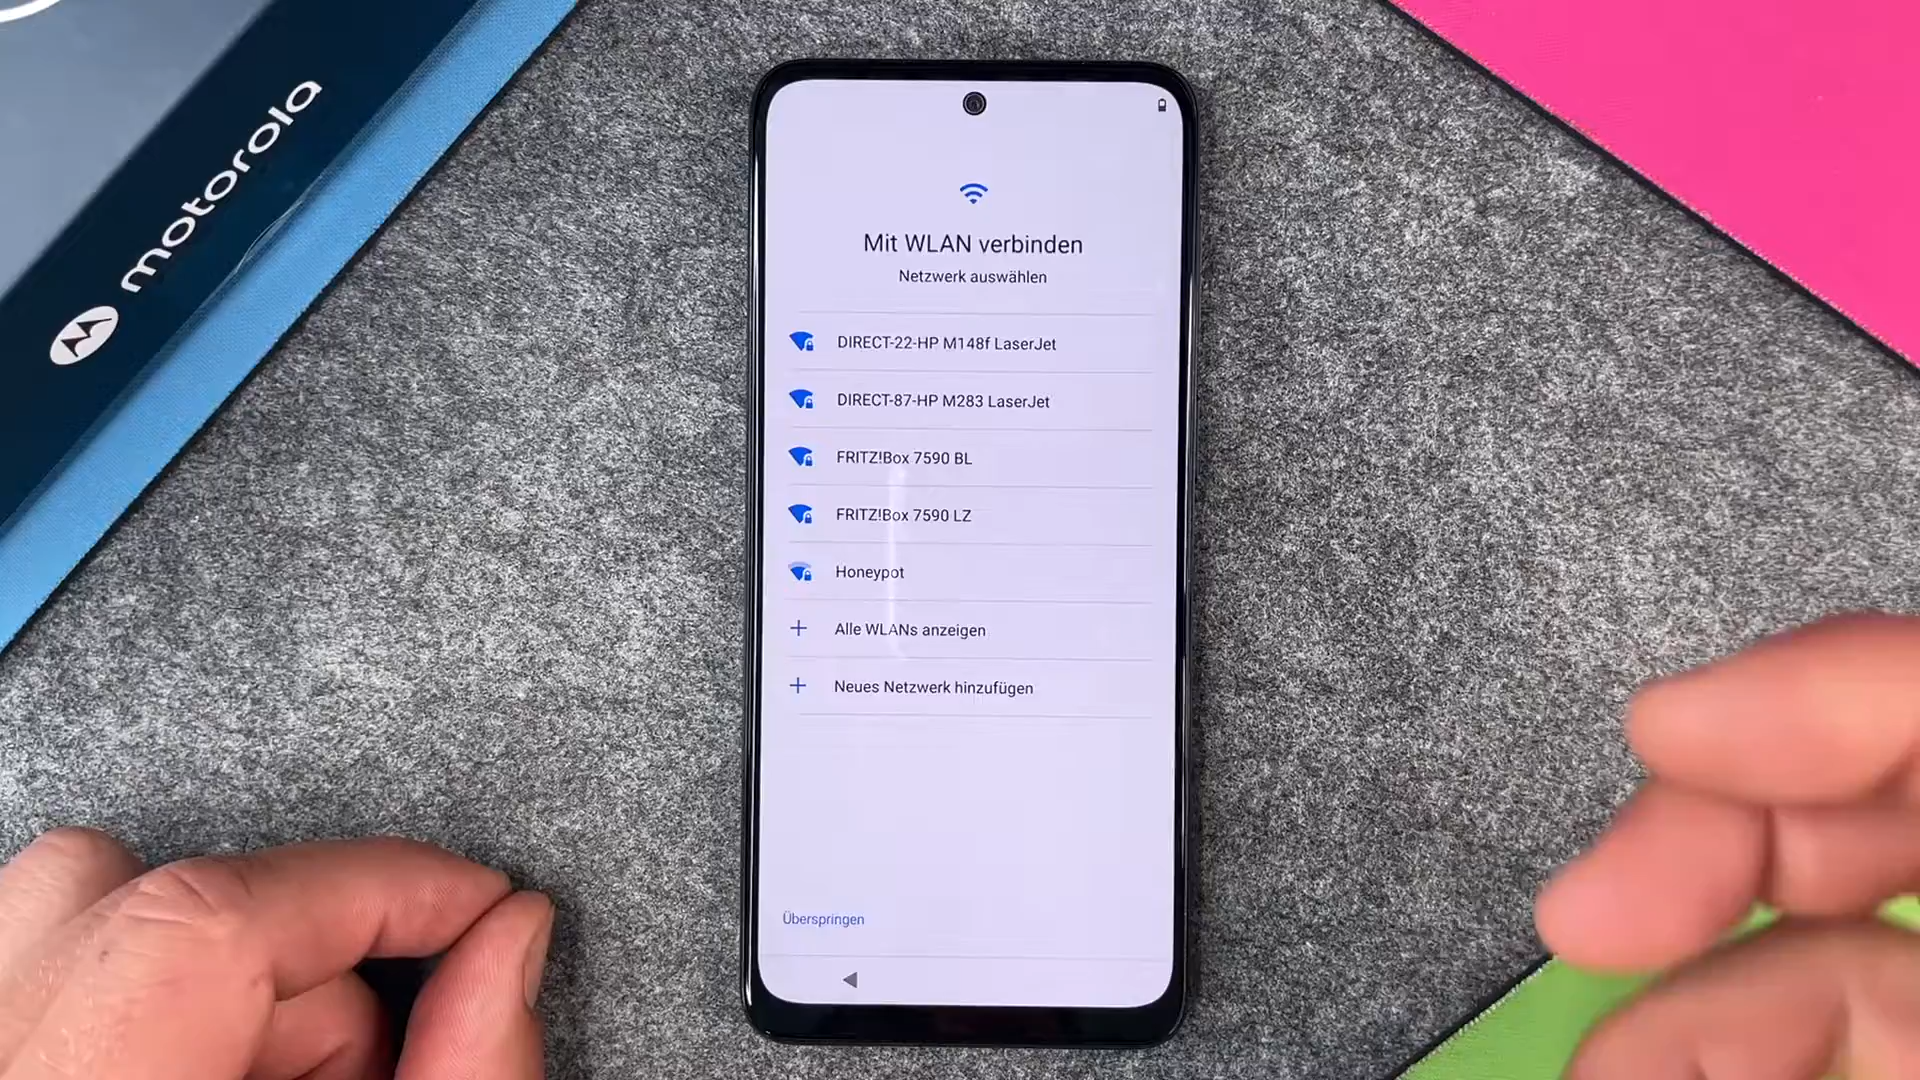 motorola
Mit WLAN verbinden
Netzwerk auswählen
DIRECT-22-HP M148f LaserJet
DIRECT-87-HP M283 LaserJet
FRITZ!Box 7590 BL
FRITZ!Box 7590 LZ
Honeypot
Alle WLANs anzeigen
Neues Netzwerk hinzufügen
Überspringen